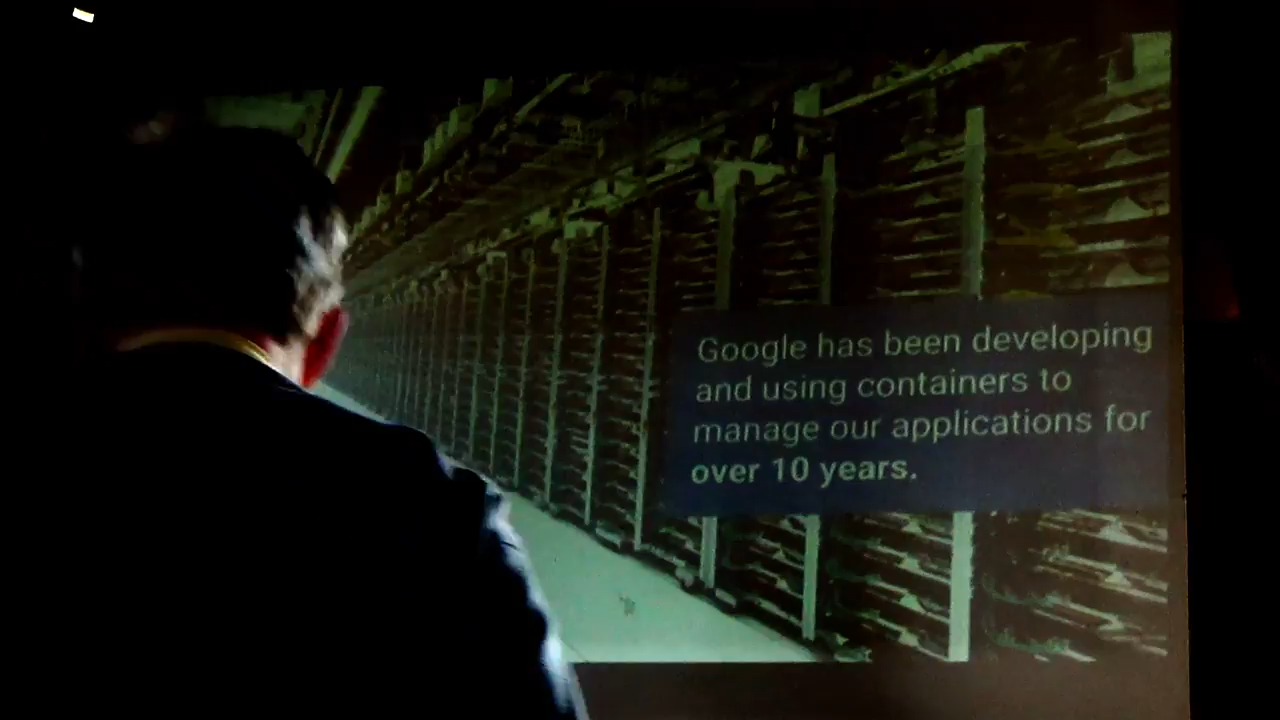 Google has been developing
and using containers to
manage our applications for
over 10 years.